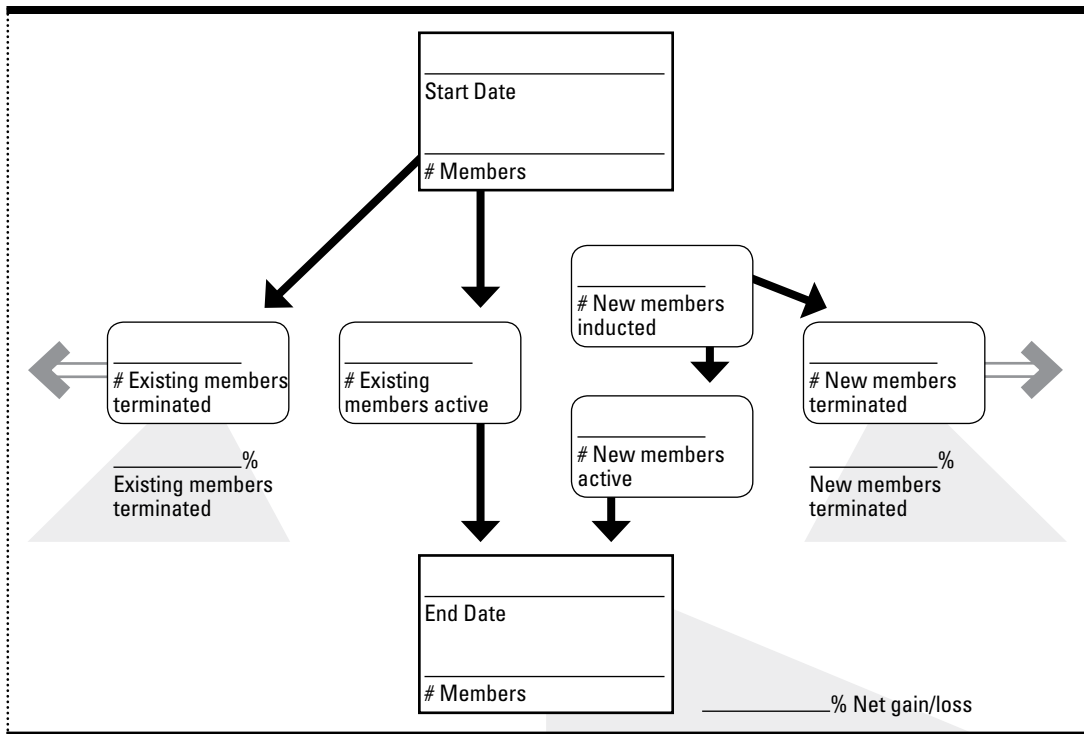 Start Date
# Members
# New members
inducted
# Existing members
terminated
# Existing
members active
# New members
terminated
# New members
active
%
Existing members
terminated
%
New members
terminated
End Date
# Members
% Net gain/loss